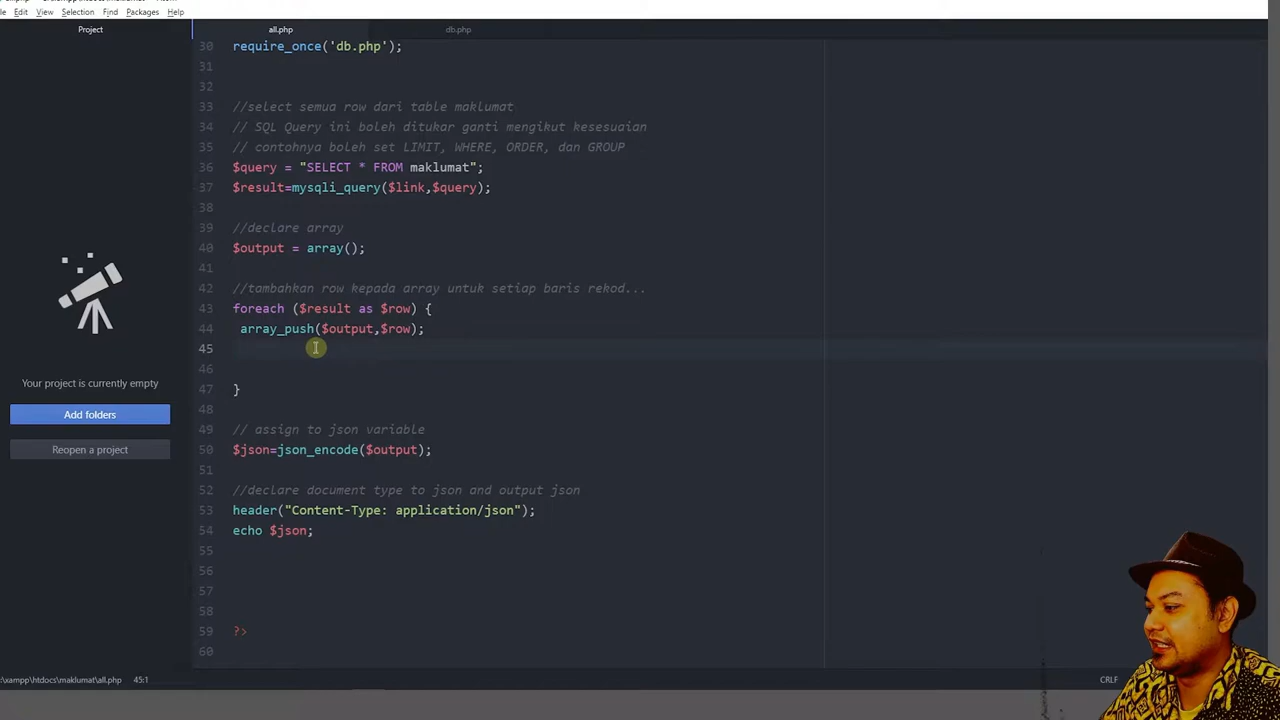 Edit View Selection Find Packages Help
Project
all.php
db.php
30 require_once('db.php');
31
32
33 //select semua row dari table maklumat
34 // SQL Query ini boleh ditukar ganti mengikut kesesuaian
35 // contohnya boleh set LIMIT, WHERE, ORDER, dan GROUP
36 $query = "SELECT * FROM maklumat";
37 $result=mysqli_query($link,$query);
38
39 //declare array
40 $output = array();
41
42 //tambahkan row kepada array untuk setiap baris rekod...
43 foreach ($result as $row) {
44 array_push($output,$row);
45
46
47 }
48
49 // assign to json variable
50 $json=json_encode($output);
51
52 //declare document type to json and output json
53 header("Content-Type: application/json");
54 echo $json;
55
56
57
58
59 ?>
60
Your project is currently empty
Add folders
Reopen a project
:\xampp\htdocs\maklumat\all.php 45:1
CRLF